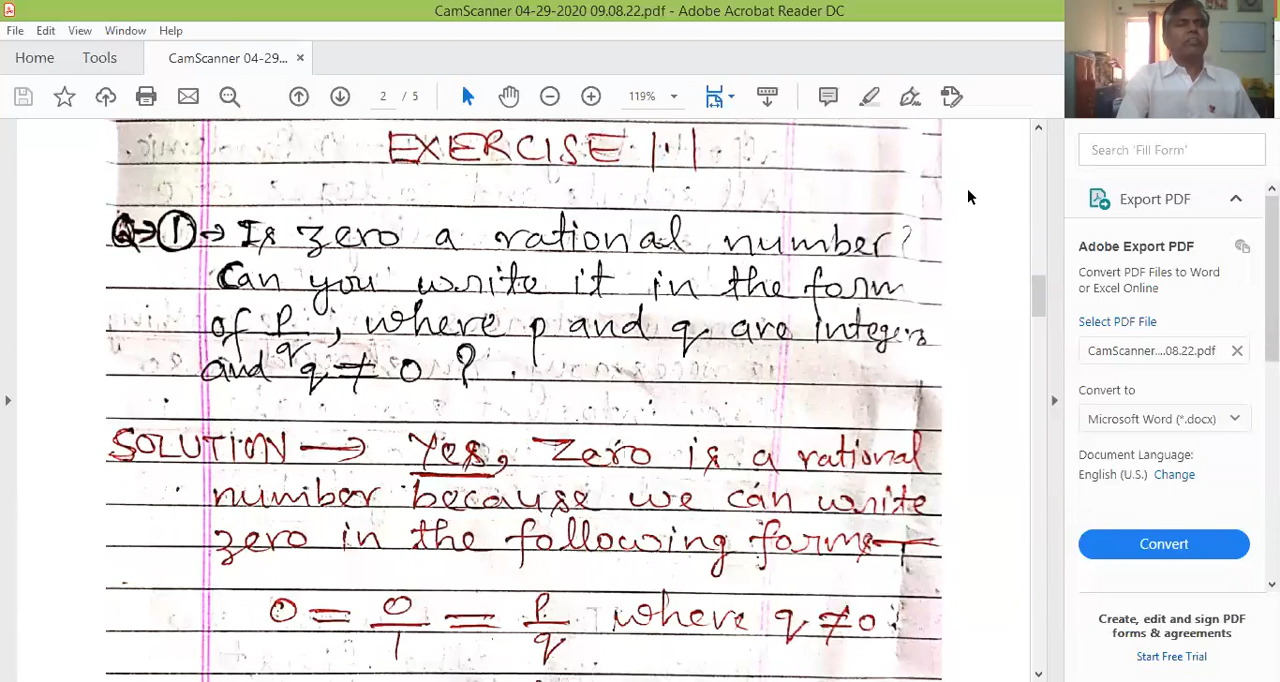 CamScanner 04-29-2020 09.08.22.pdf - Adobe Acrobat Reader DC
File Edit View Window Help
Home Tools CamScanner 04-29... ×
2 / 5 119%
EXERCISE 1.1
Q→ 1 → Is zero a rational number?
Can you write it in the form
of p/q, where p and q are integers
and q ≠ 0 ?
SOLUTION → Yes, Zero is a rational
number because we can write
zero in the following forms—
0 = 0/1 = p/q where q ≠ 0
Search 'Fill Form'
Export PDF
Adobe Export PDF
Convert PDF Files to Word
or Excel Online
Select PDF File
CamScanner....08.22.pdf
Convert to
Microsoft Word (*.docx)
Document Language:
English (U.S.) Change
Convert
Create, edit and sign PDF
forms & agreements
Start Free Trial